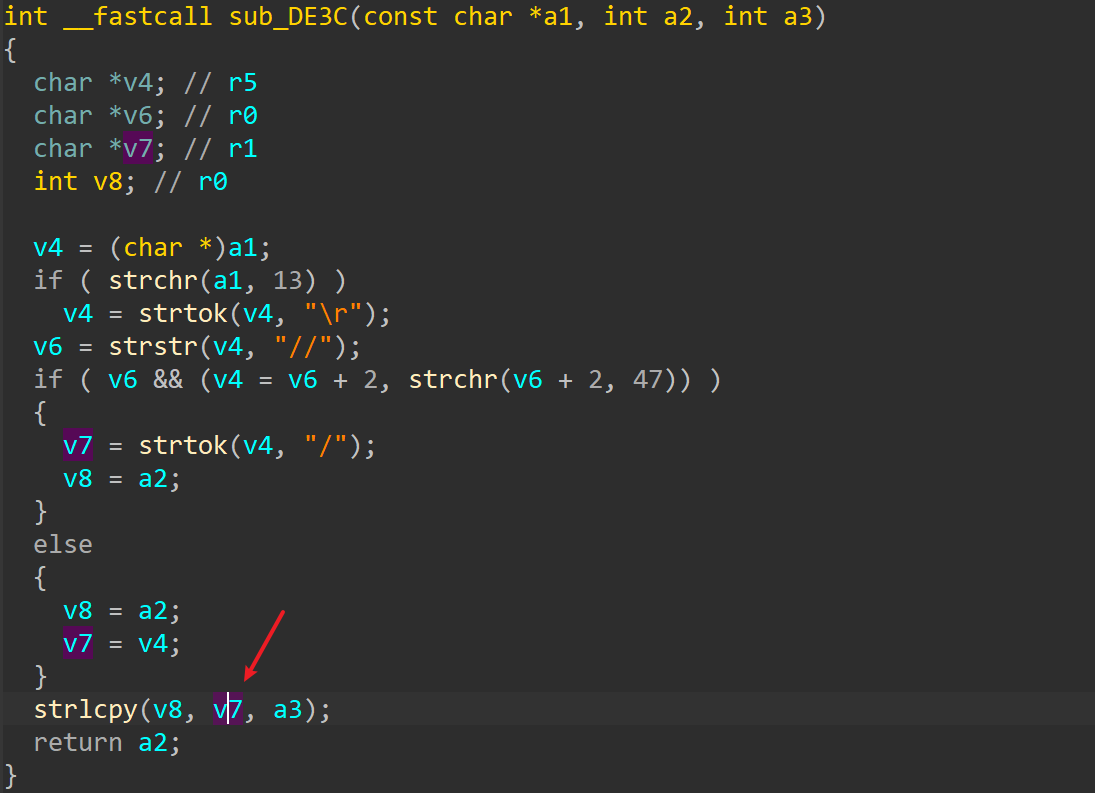 int __fastcall sub_DE3C(const char *a1, int a2, int a3)
{
  char *v4; // r5
  char *v6; // r0
  char *v7; // r1
  int v8; // r0

  v4 = (char *)a1;
  if ( strchr(a1, 13) )
    v4 = strtok(v4, "\r");
  v6 = strstr(v4, "//");
  if ( v6 && (v4 = v6 + 2, strchr(v6 + 2, 47)) )
  {
    v7 = strtok(v4, "/");
    v8 = a2;
  }
  else
  {
    v8 = a2;
    v7 = v4;
  }
  strlcpy(v8, v7, a3);
  return a2;
}